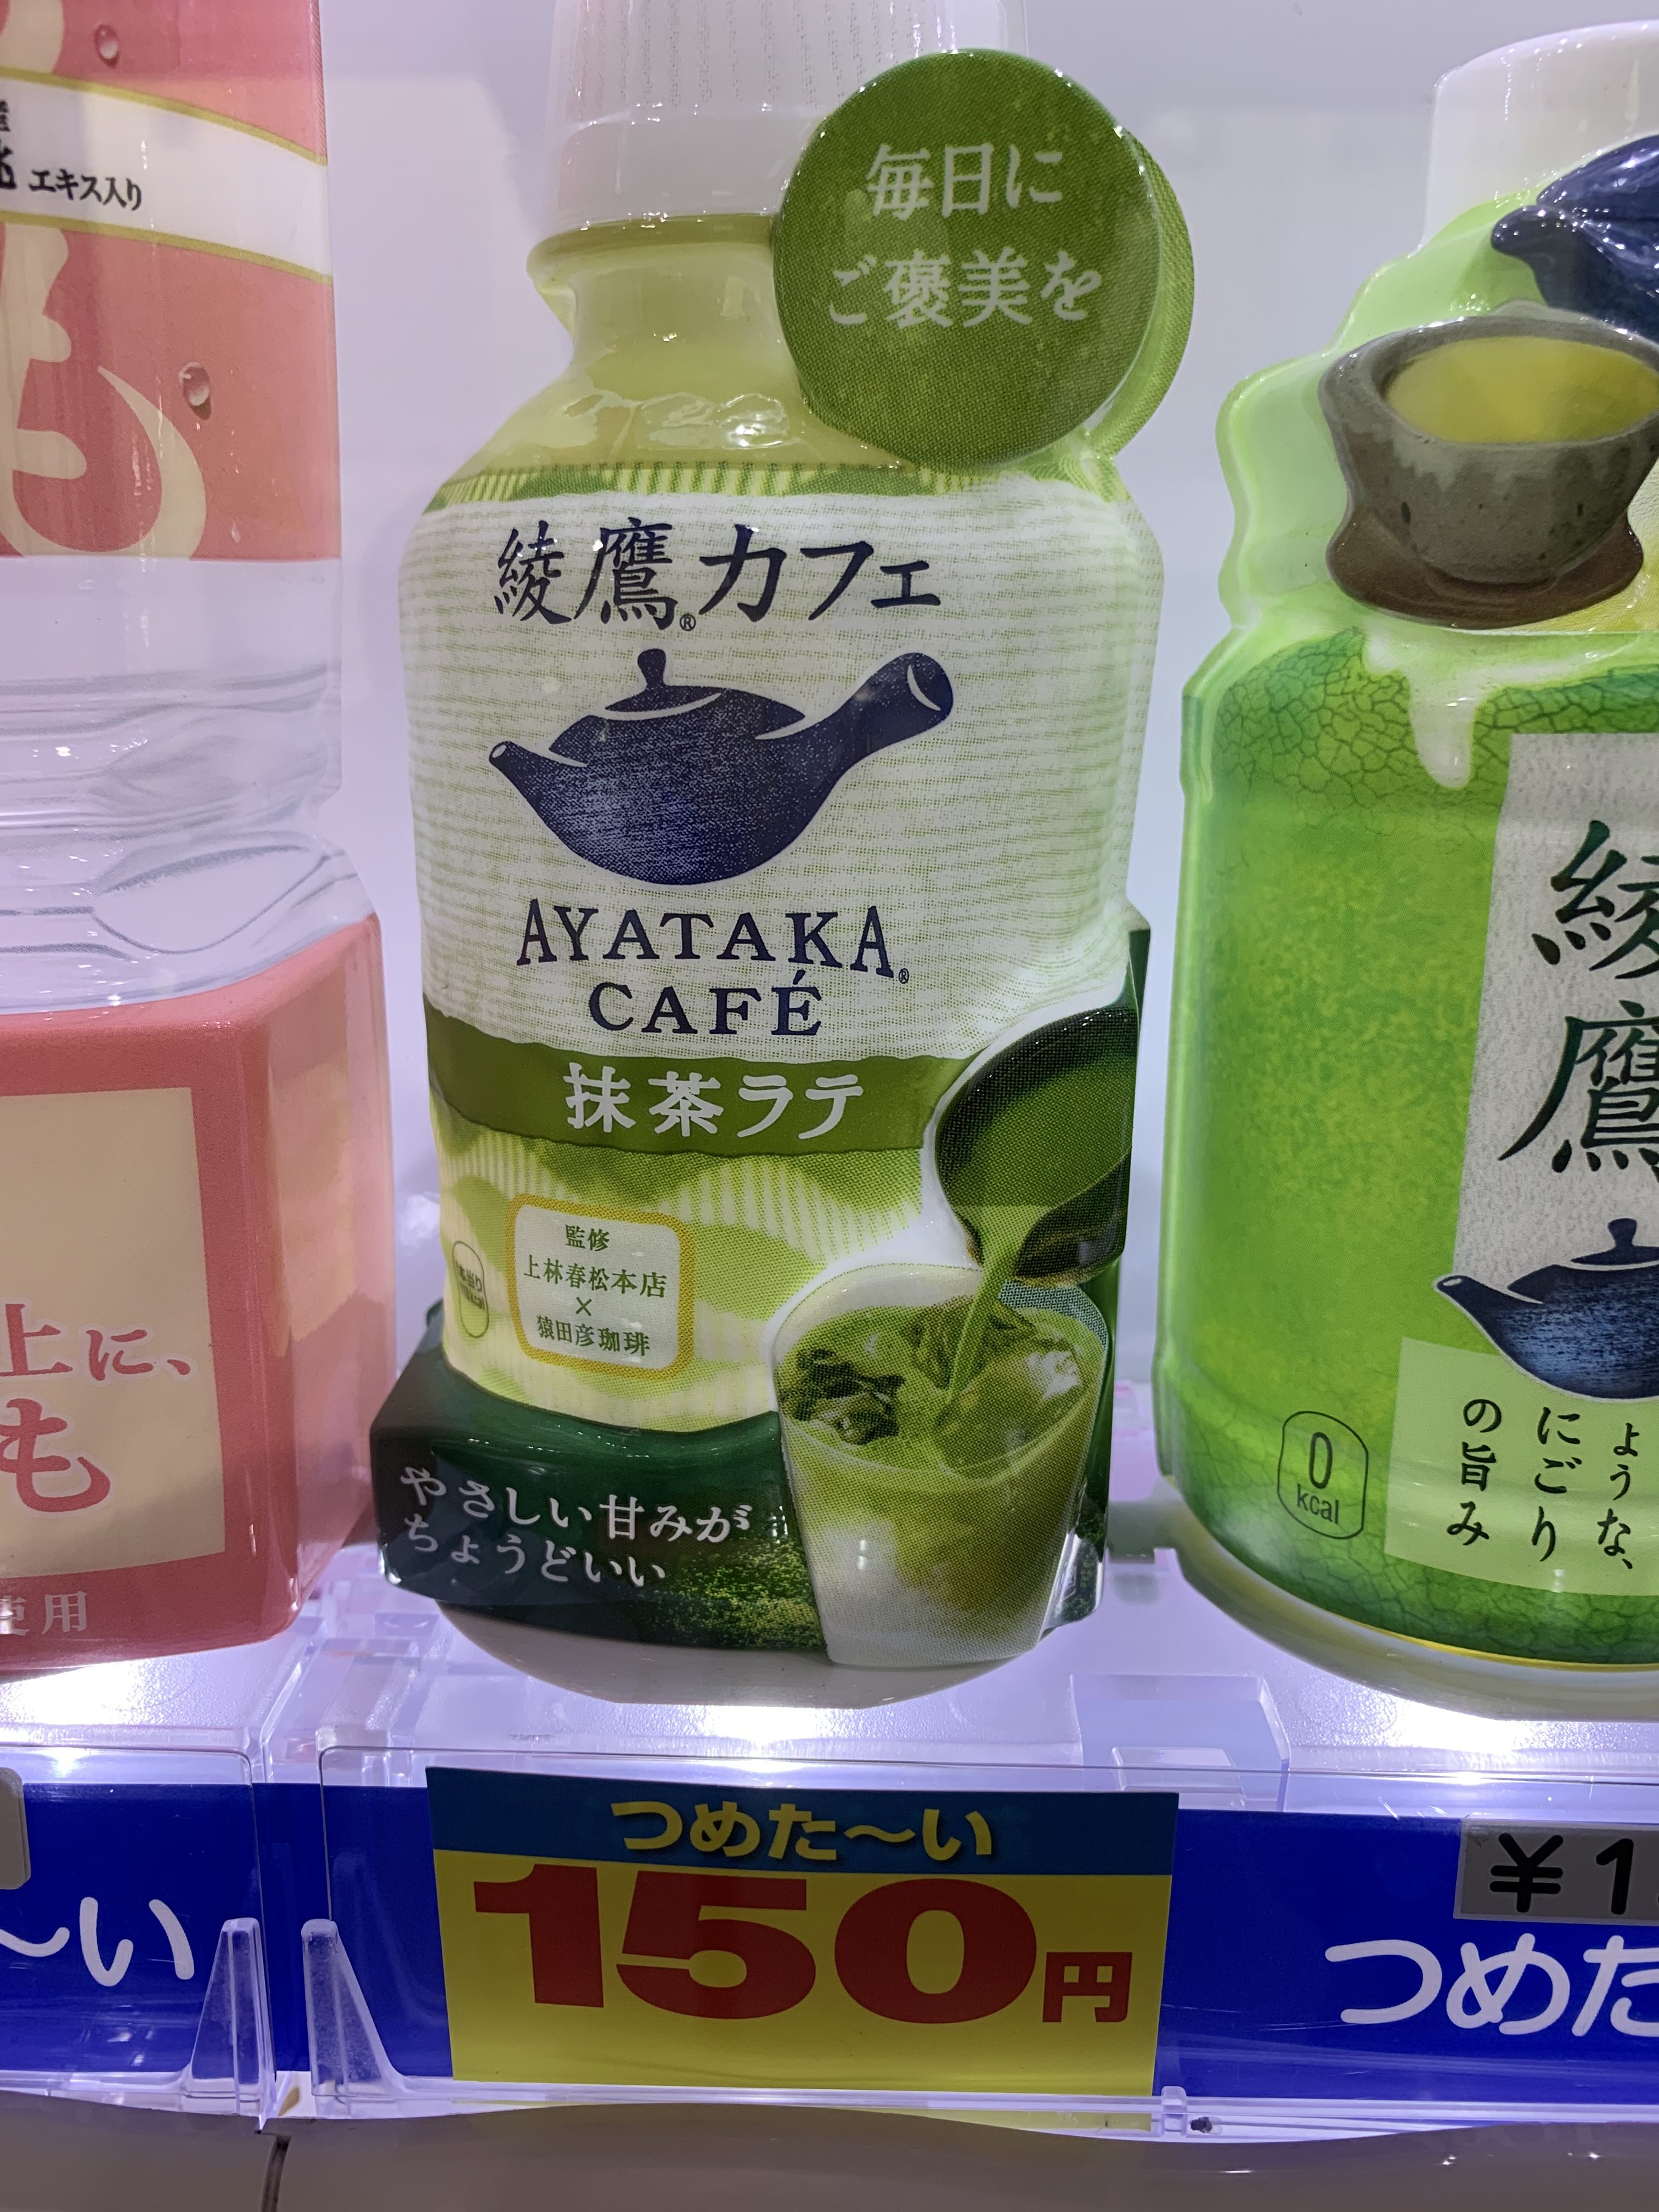 エキス入り
も
上に、
も
使用
～い
毎日に
ご褒美を
綾鷹®カフェ
AYATAKA®
CAFÉ
抹茶ラテ
監修
上林春松本店
×
猿田彦珈琲
やさしい甘みが
ちょうどいい
つめた～い
150円
綾
鷹
ような、
にごり
の旨み
0
kcal
¥1
つめた